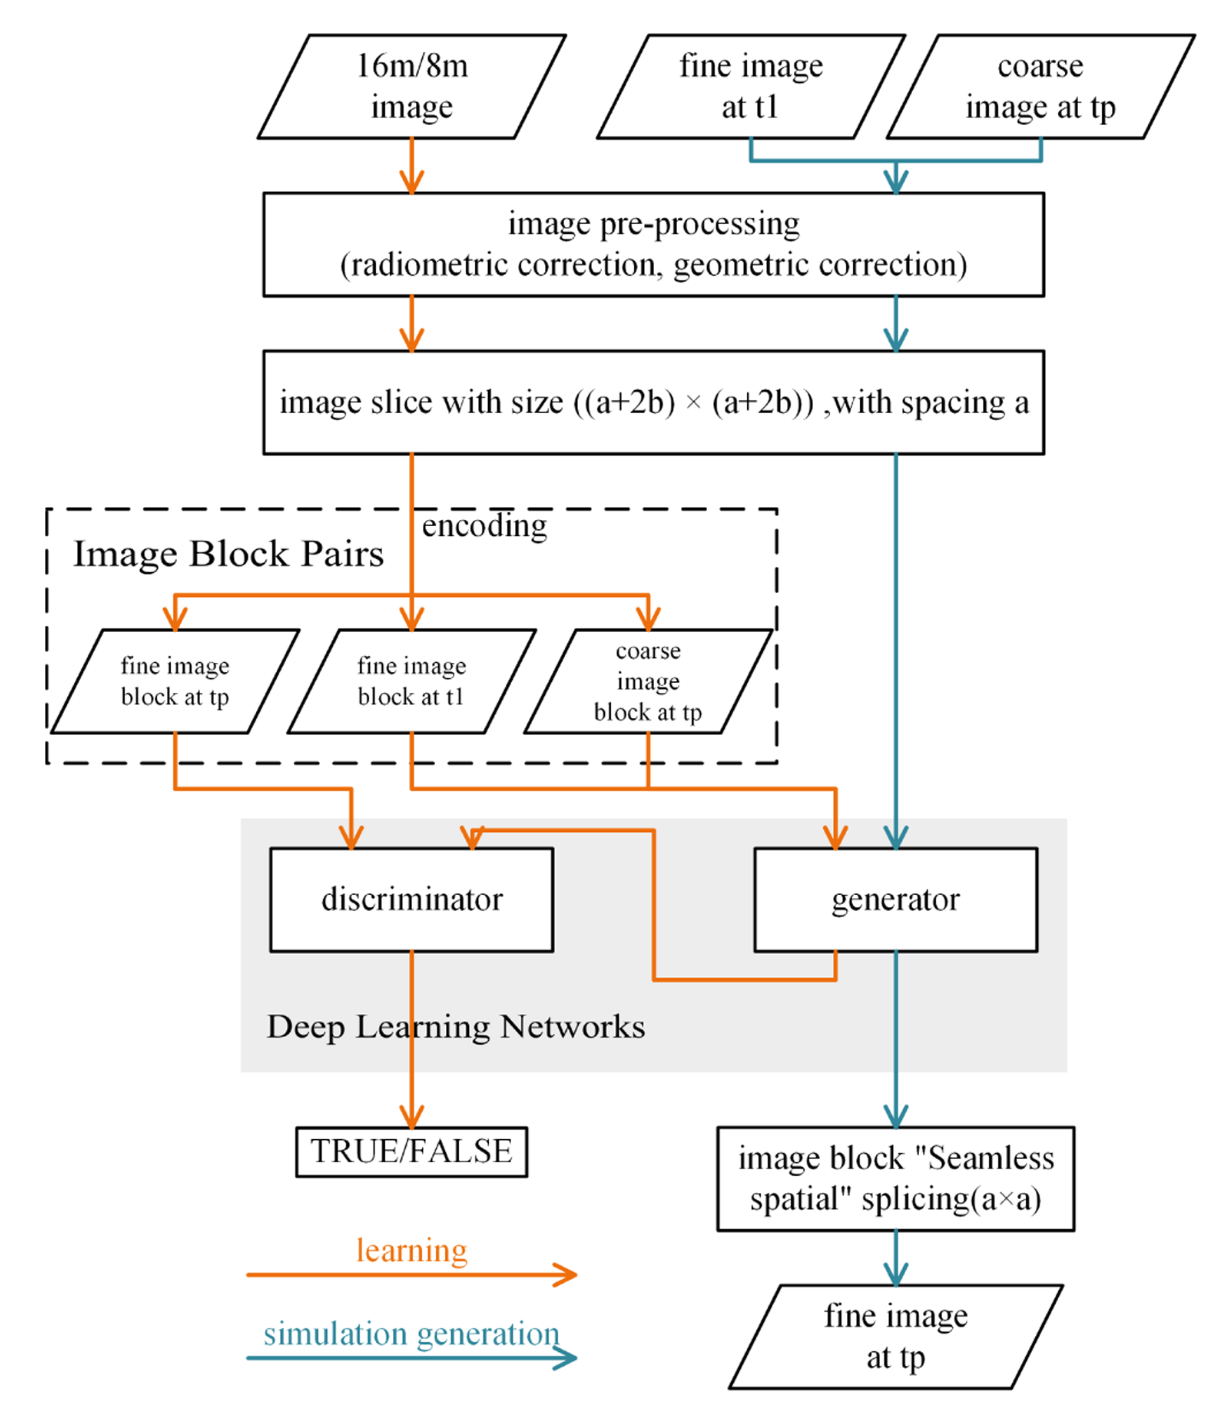 16m/8m
image
fine image
at t1
coarse
image at tp
image pre-processing
(radiometric correction, geometric correction)
image slice with size ((a+2b) × (a+2b)) ,with spacing a
encoding
Image Block Pairs
fine image
block at tp
fine image
block at t1
coarse
image
block at tp
discriminator
generator
Deep Learning Networks
TRUE/FALSE
image block "Seamless
spatial" splicing(a×a)
learning
simulation generation
fine image
at tp